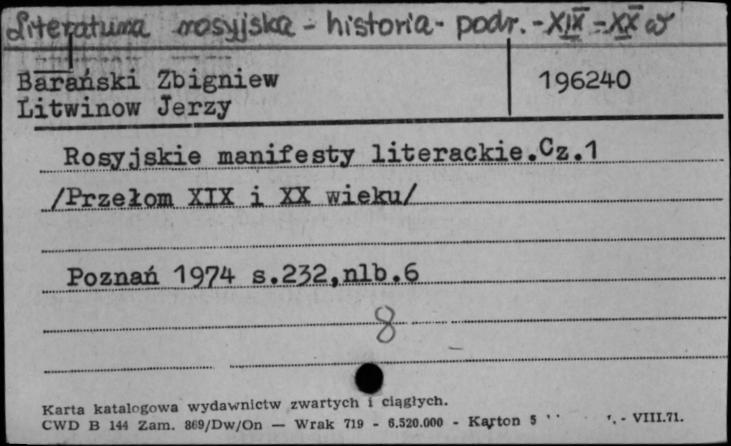 Literatura rosyjska - historia - podr. - XIX - XX w
Barański Zbigniew 196240
Litwinow Jerzy
Rosyjskie manifesty literackie.Cz.1
/Przełom XIX i XX wieku/
Poznań 1974 s.232,nlb.6
8
Karta katalogowa wydawnictw zwartych i ciągłych.
CWD B 144 Zam. 869/Dw/On — Wrak 719 - 6.520.000 - Karton 5 - VIII.71.